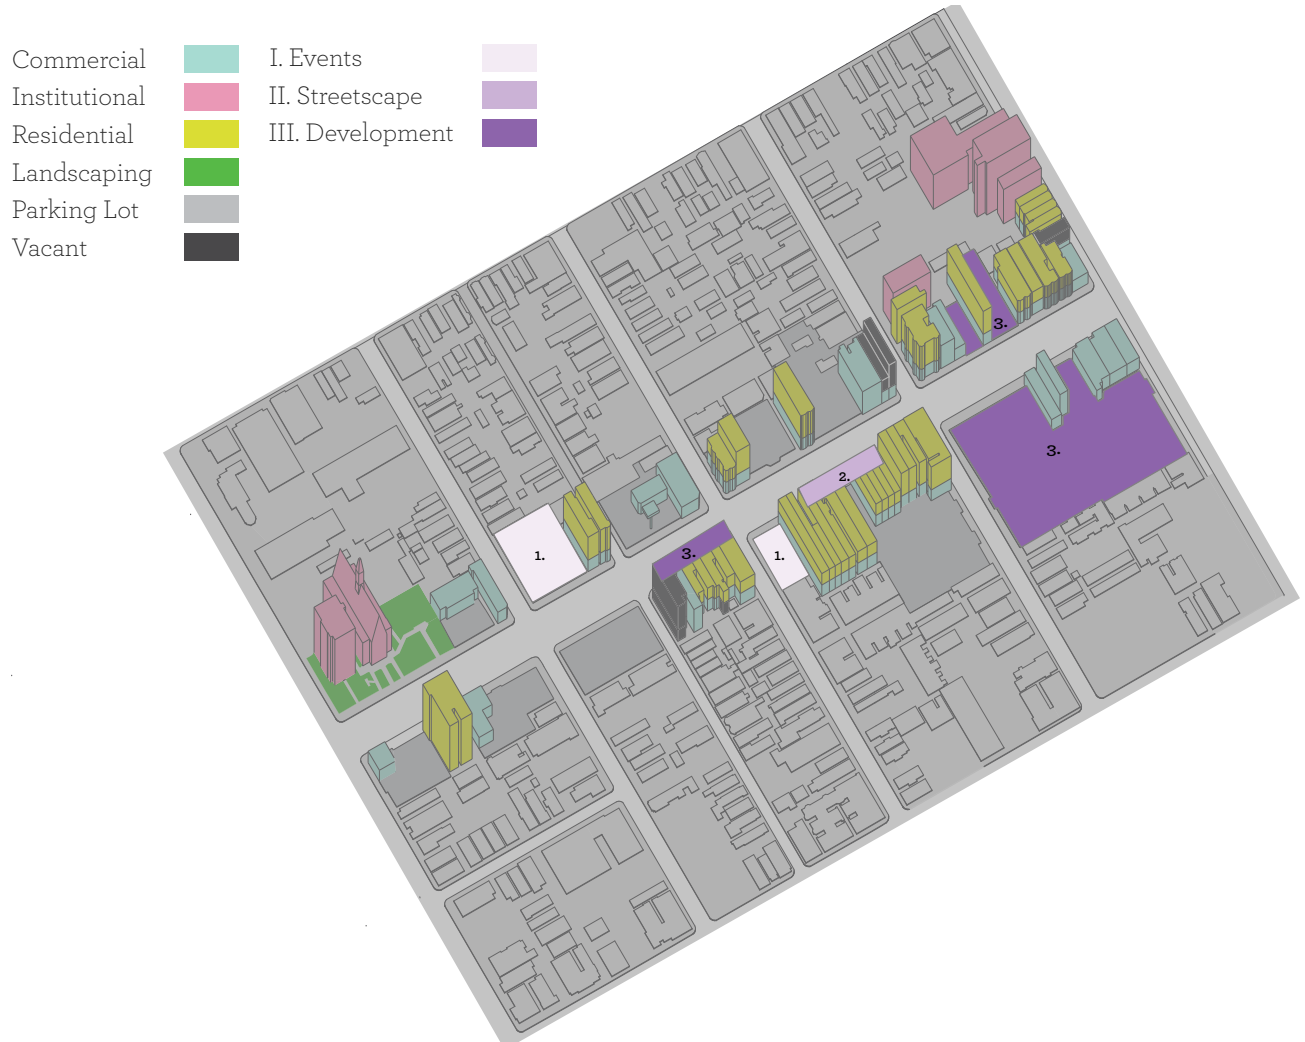 Commercial
Institutional
Residential
Landscaping
Parking Lot
Vacant
I. Events
II. Streetscape
III. Development
3.
3.
2.
1.
3.
1.